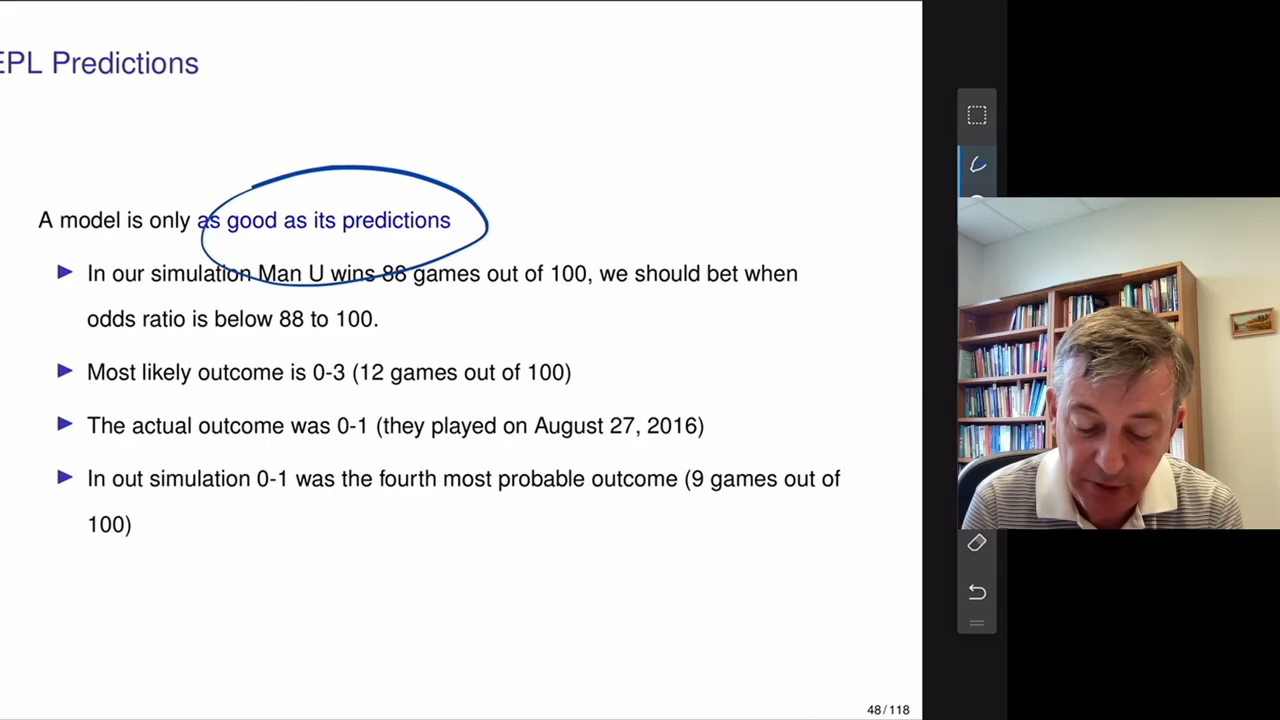 EPL Predictions
A model is only as good as its predictions
In our simulation Man U wins 88 games out of 100, we should bet when
odds ratio is below 88 to 100.
Most likely outcome is 0-3 (12 games out of 100)
The actual outcome was 0-1 (they played on August 27, 2016)
In out simulation 0-1 was the fourth most probable outcome (9 games out of
100)
48 / 118